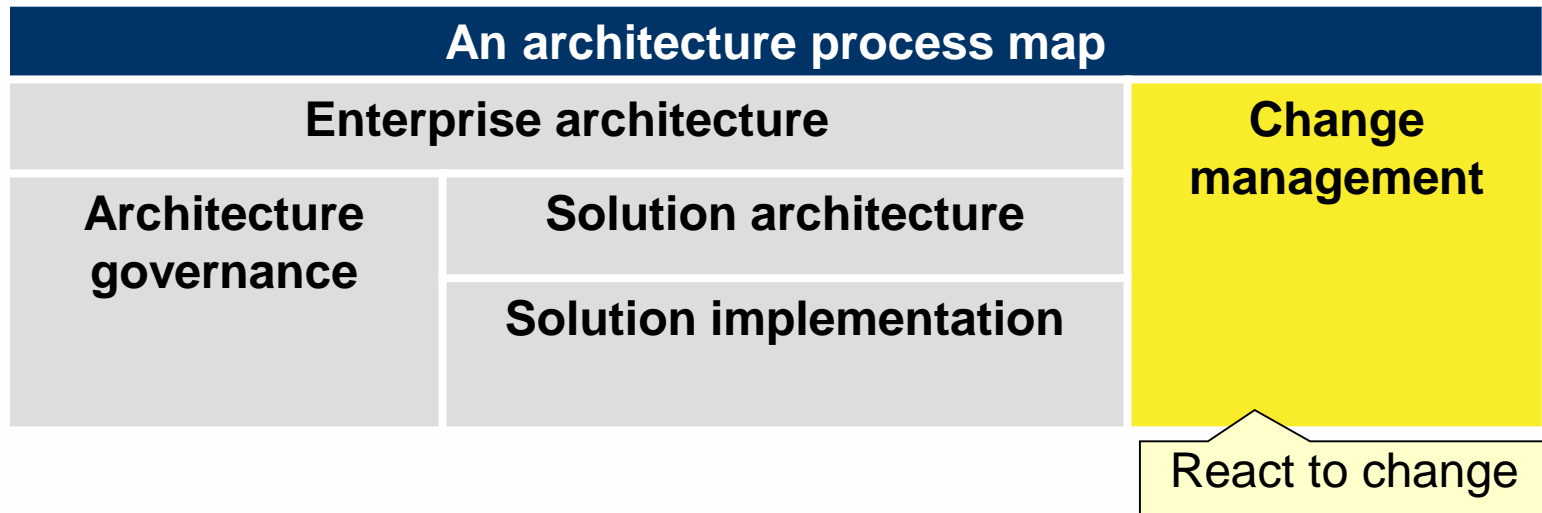 An architecture process map
Enterprise architecture
Change
management
Architecture
governance
Solution architecture
Solution implementation
React to change